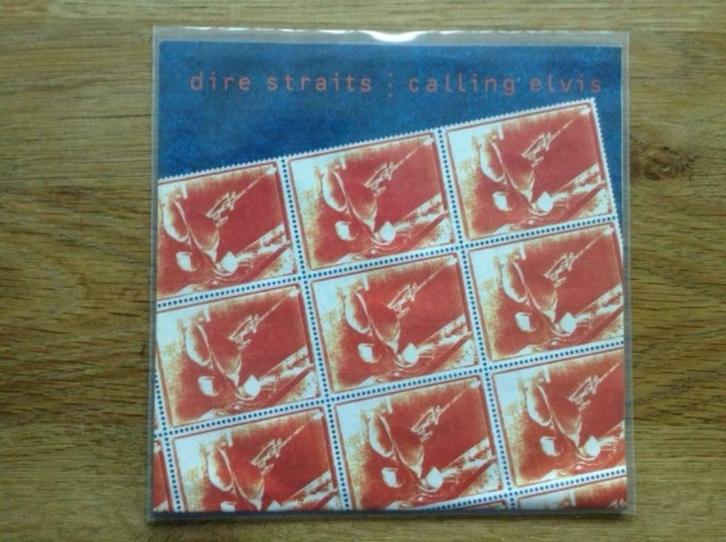 dire straits ⋮ calling elvis